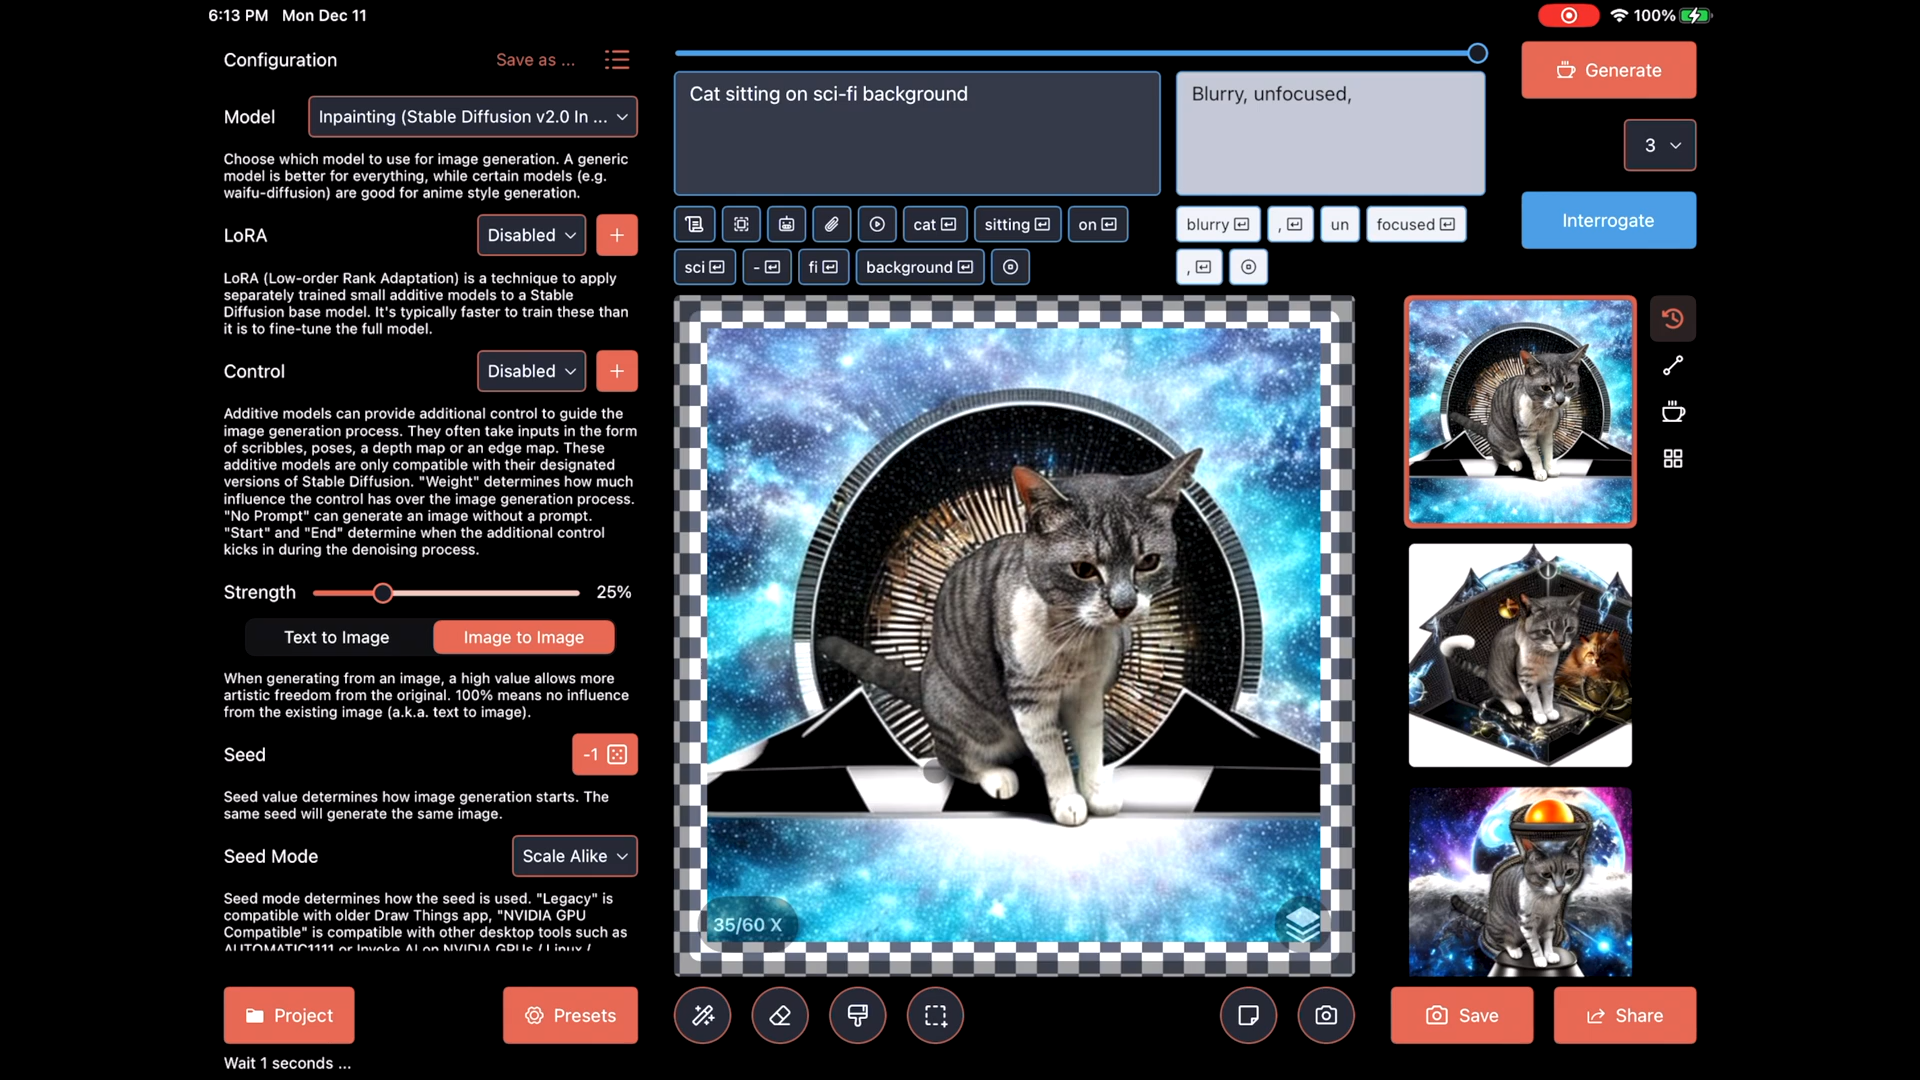 6:13 PM Mon Dec 11
100%
Configuration
Save as ...
Model
Inpainting (Stable Diffusion v2.0 In ...
Choose which model to use for image generation. A generic
model is better for everything, while certain models (e.g.
waifu-diffusion) are good for anime style generation.
LoRA
Disabled
+
LoRA (Low-order Rank Adaptation) is a technique to apply
separately trained small additive models to a Stable
Diffusion base model. It's typically faster to train these than
it is to fine-tune the full model.
Control
Disabled
+
Additive models can provide additional control to guide the
image generation process. They often take inputs in the form
of scribbles, poses, a depth map or an edge map. These
additive models are only compatible with their designated
versions of Stable Diffusion. "Weight" determines how much
influence the control has over the image generation process.
"No Prompt" can generate an image without a prompt.
"Start" and "End" determine when the additional control
kicks in during the denoising process.
Strength
25%
Text to Image
Image to Image
When generating from an image, a high value allows more
artistic freedom from the original. 100% means no influence
from the existing image (a.k.a. text to image).
Seed
-1
Seed value determines how image generation starts. The
same seed will generate the same image.
Seed Mode
Scale Alike
Seed mode determines how the seed is used. "Legacy" is
compatible with older Draw Things app, "NVIDIA GPU
Compatible" is compatible with other desktop tools such as
AUTOMATIC1111 or Invoke AI on NVIDIA GPUs / Linux /
Project
Presets
Wait 1 seconds ...
Cat sitting on sci-fi background
Blurry, unfocused,
cat
sitting
on
sci
-
fi
background
blurry
,
un
focused
,
35/60 X
Generate
3
Interrogate
Save
Share